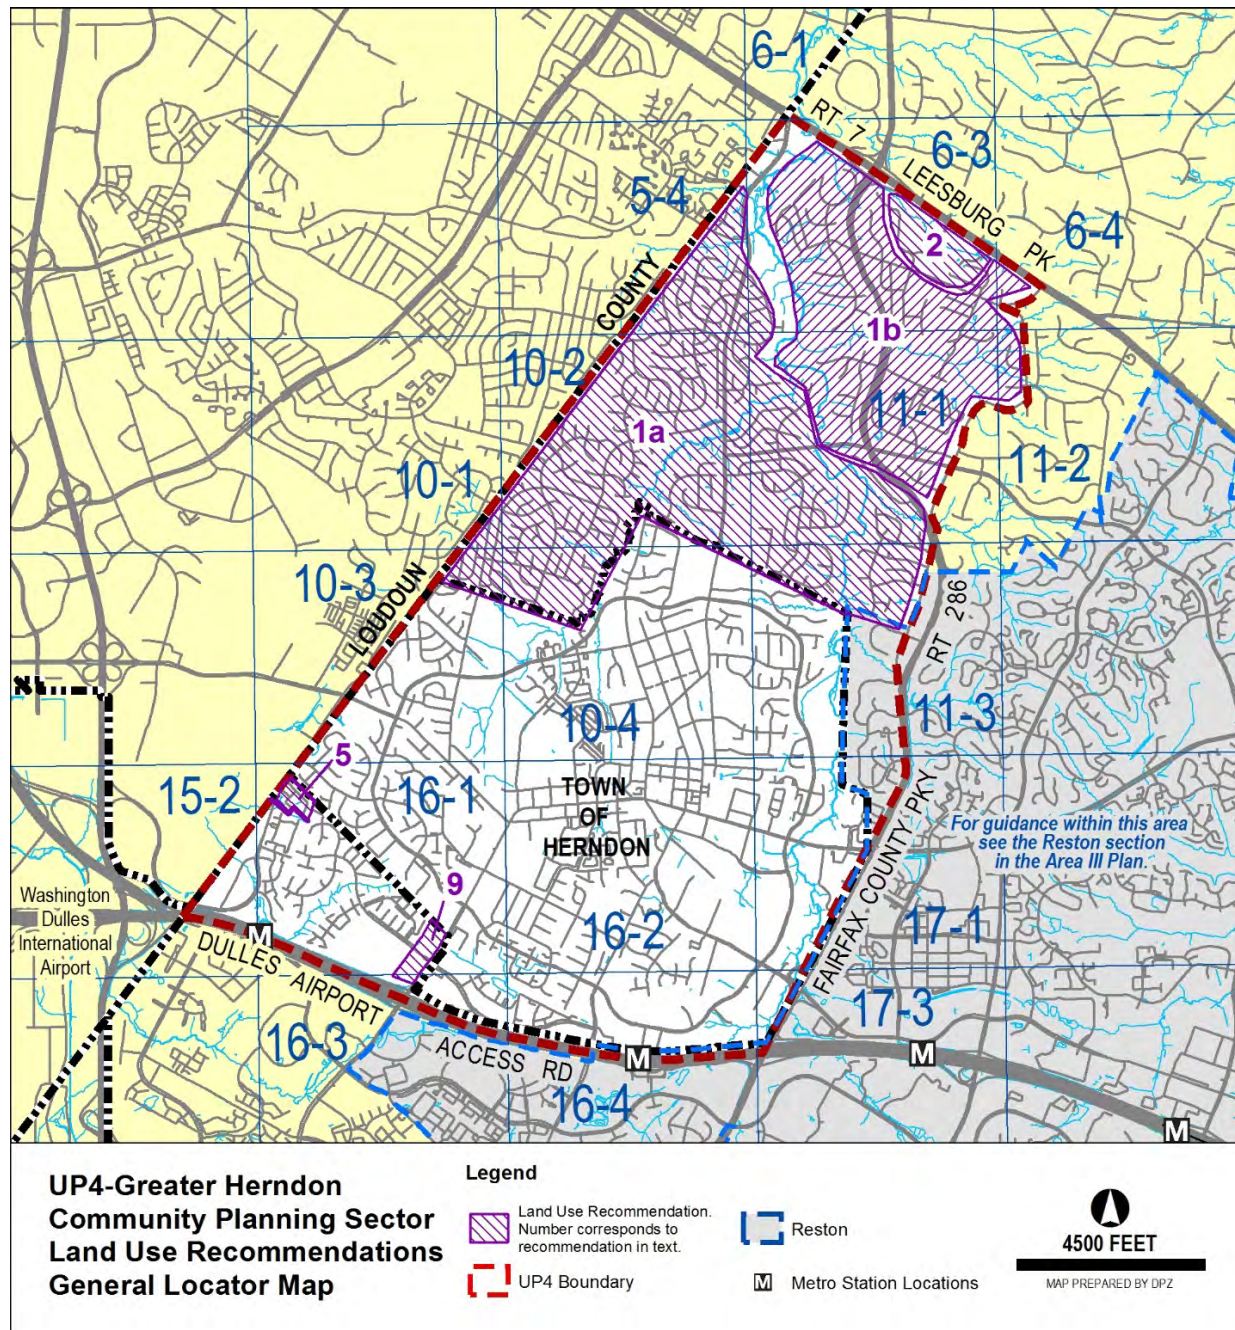 6-1
RT 7
LEESBURG PK
6-3
5-4
6-4
2
1b
COUNTY
10-2
11-1
1a
11-2
10-1
10-3
LOUDOUN
RT 286
11-3
10-4
5
15-2
16-1
TOWN
OF
HERNDON
FAIRFAX COUNTY PKY
For guidance within this area
see the Reston section
in the Area III Plan.
9
Washington
Dulles
International
Airport
M
16-2
17-1
DULLES AIRPORT
ACCESS RD
17-3
16-3
M
M
16-4
M
UP4-Greater Herndon
Community Planning Sector
Land Use Recommendations
General Locator Map
Legend
Land Use Recommendation.
Number corresponds to
recommendation in text.
UP4 Boundary
Reston
M Metro Station Locations
4500 FEET
MAP PREPARED BY DPZ